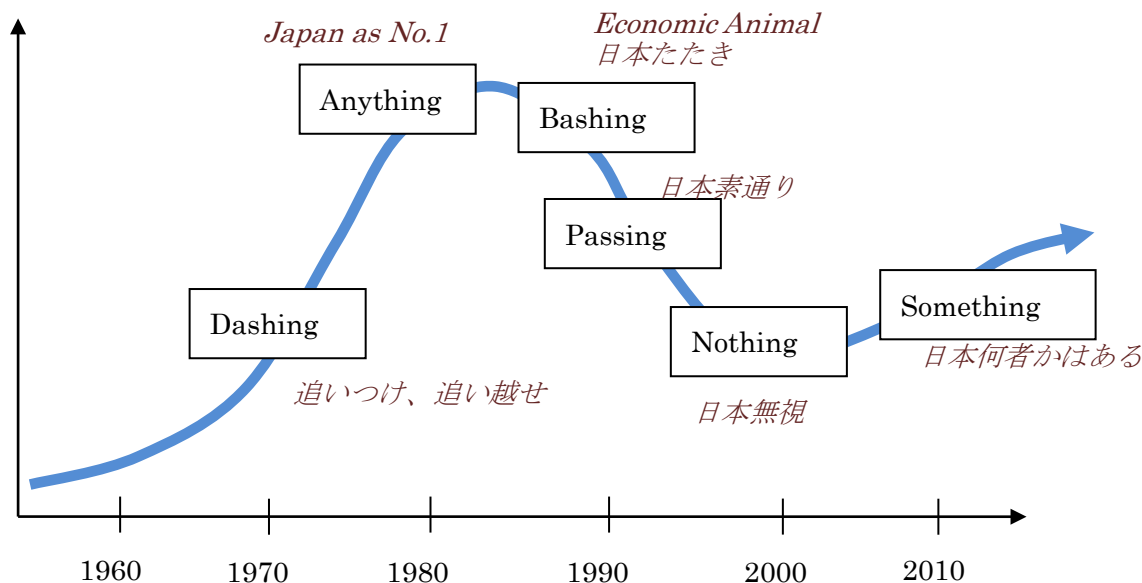 Japan as No.1
Economic Animal
日本たたき
Anything
Bashing
日本素通り
Passing
Dashing
Something
Nothing
日本何者かはある
追いつけ、追い越せ
日本無視
1960
1970
1980
1990
2000
2010